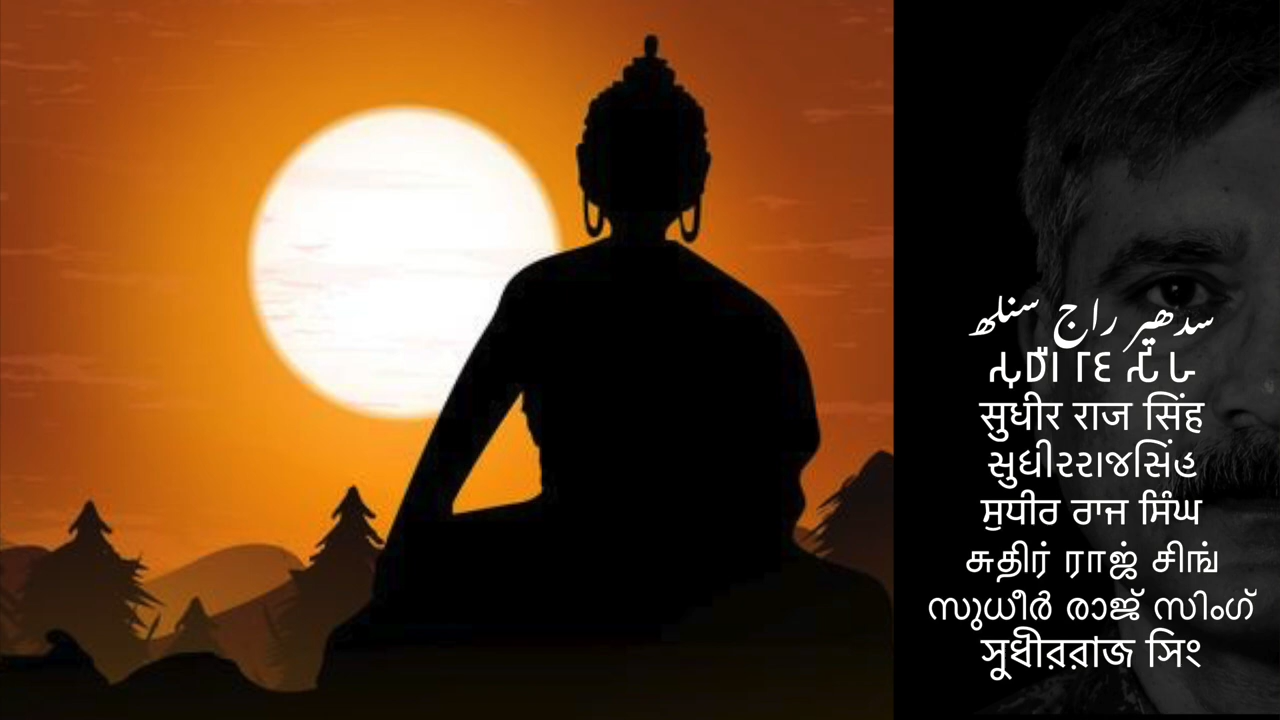 سدھیر راج سنلھ
सुधीर राज सिंह
સુધીરરાજસિંહ
ਸੁਧੀਰ ਰਾਜ ਸਿੰਘ
சுதிர் ராஜ் சிங்
സുധീർ രാജ് സിംഗ്
সুধীররাজ সিং